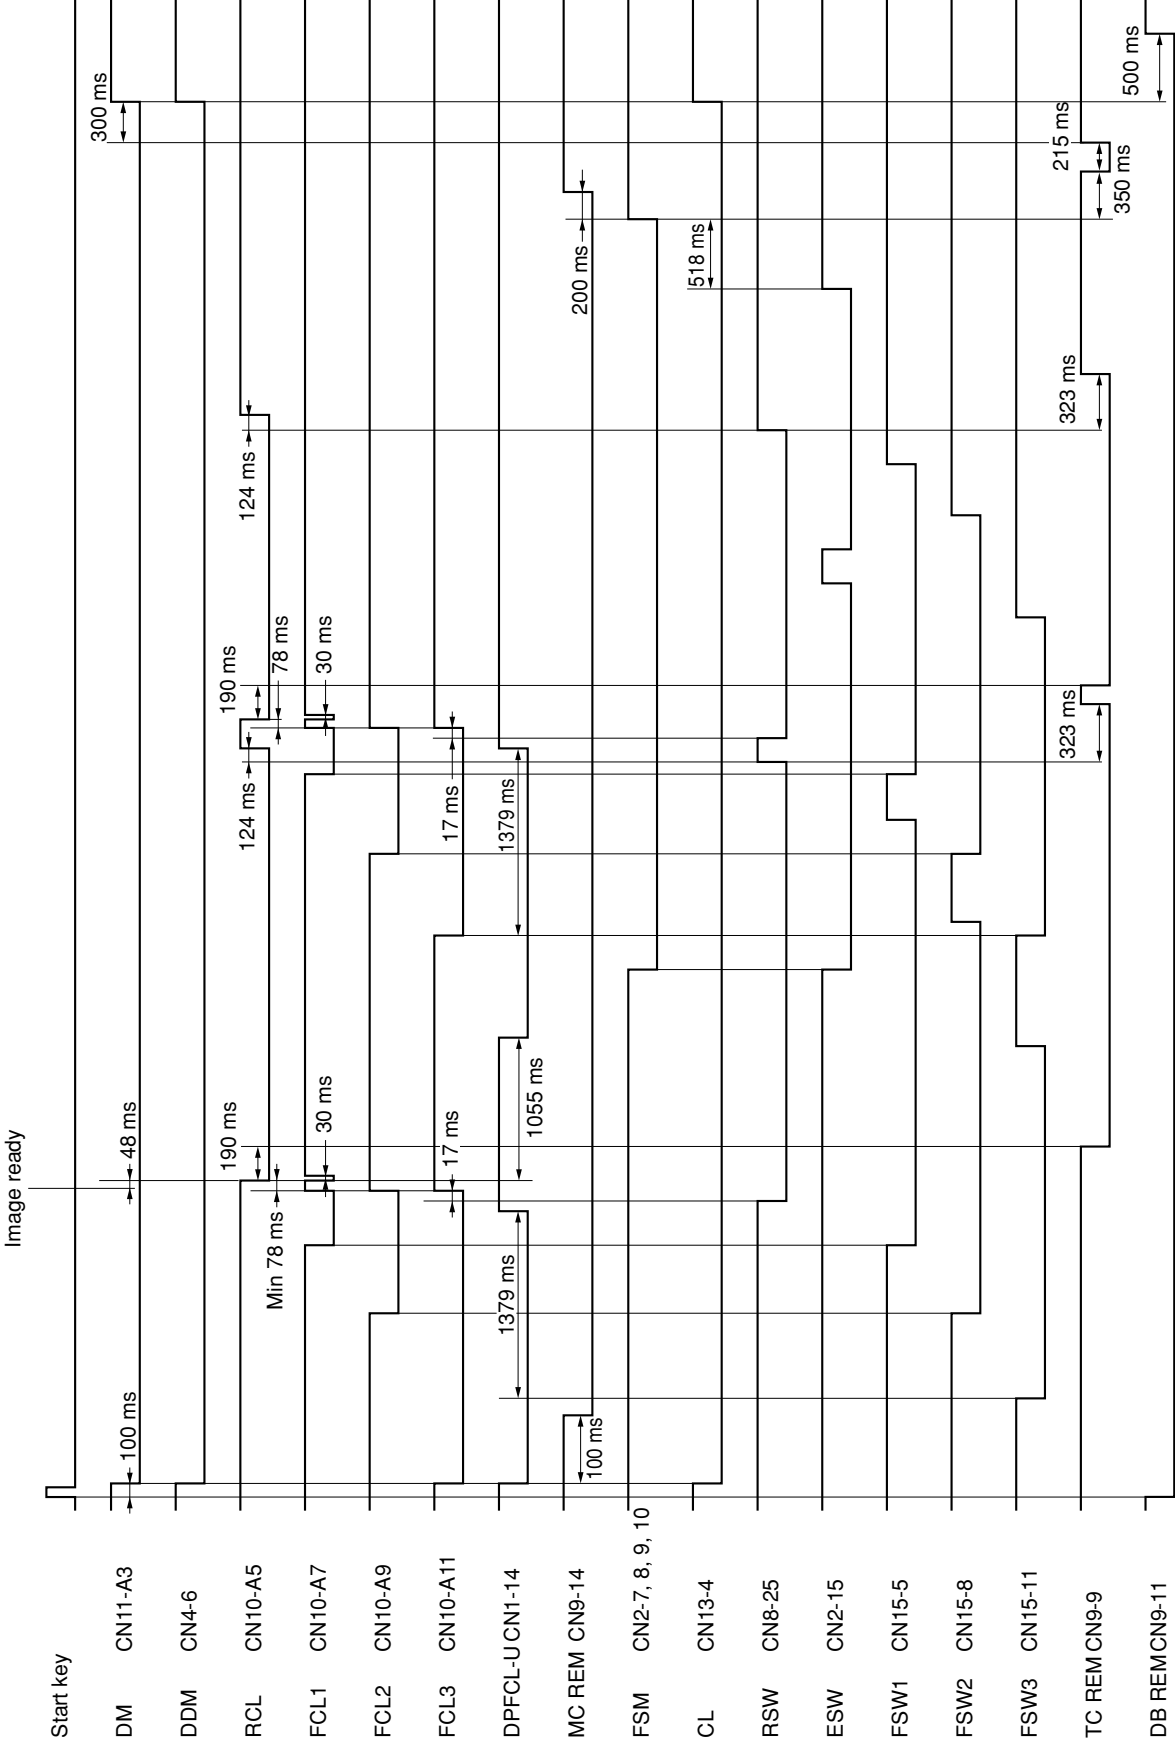 Image ready
Start key
DM CN11-A3
100 ms
48 ms
300 ms
DDM CN4-6
RCL CN10-A5
190 ms
124 ms
190 ms
124 ms
Min 78 ms
78 ms
FCL1 CN10-A7
30 ms
30 ms
FCL2 CN10-A9
FCL3 CN10-A11
17 ms
17 ms
DPFCL-U CN1-14
1379 ms
1055 ms
1379 ms
MC REM CN9-14
100 ms
200 ms
FSM CN2-7, 8, 9, 10
CL CN13-4
518 ms
RSW CN8-25
ESW CN2-15
FSW1 CN15-5
FSW2 CN15-8
FSW3 CN15-11
TC REM CN9-9
323 ms
323 ms
350 ms
215 ms
DB REM CN9-11
500 ms